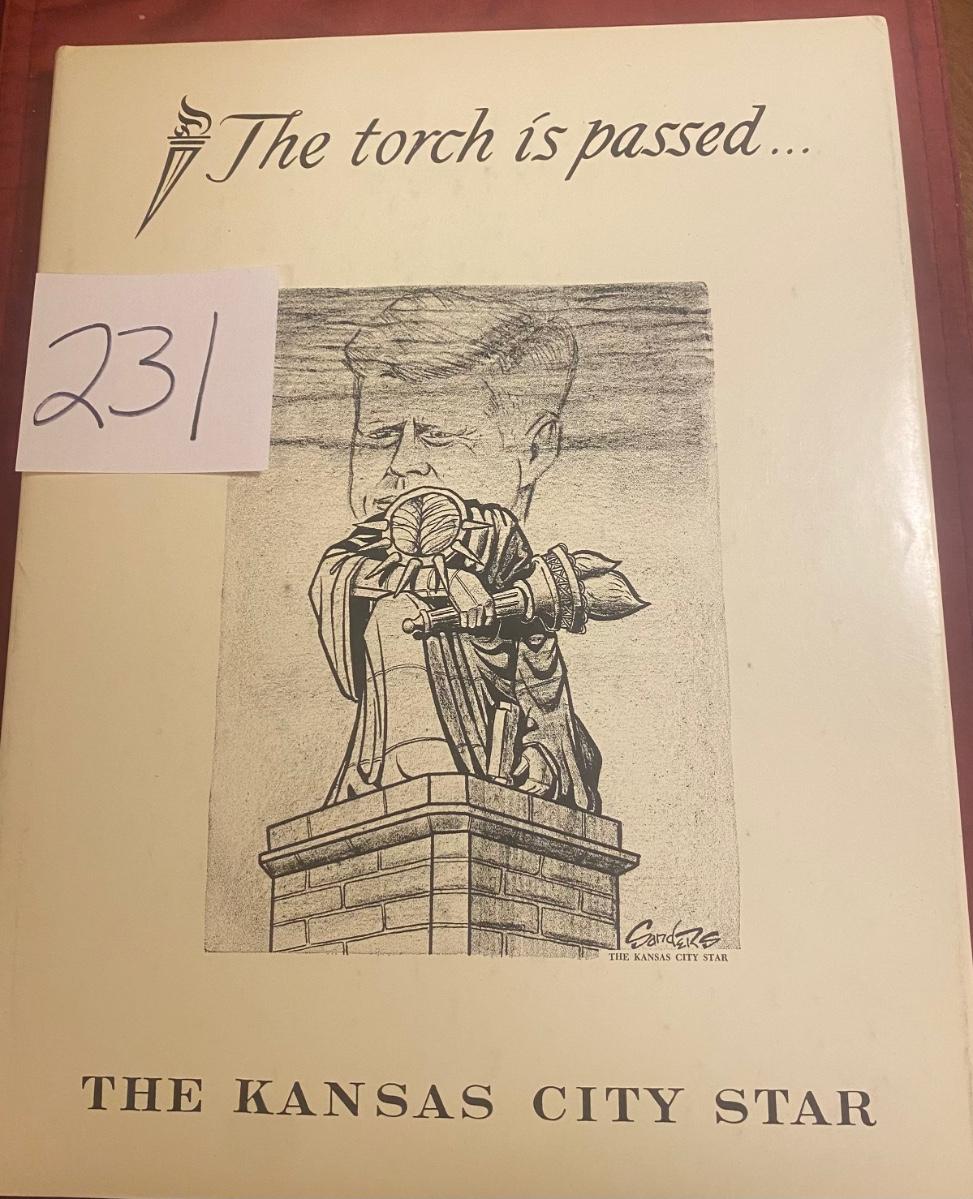 The torch is passed...
231
SandeRs
THE KANSAS CITY STAR
THE KANSAS CITY STAR